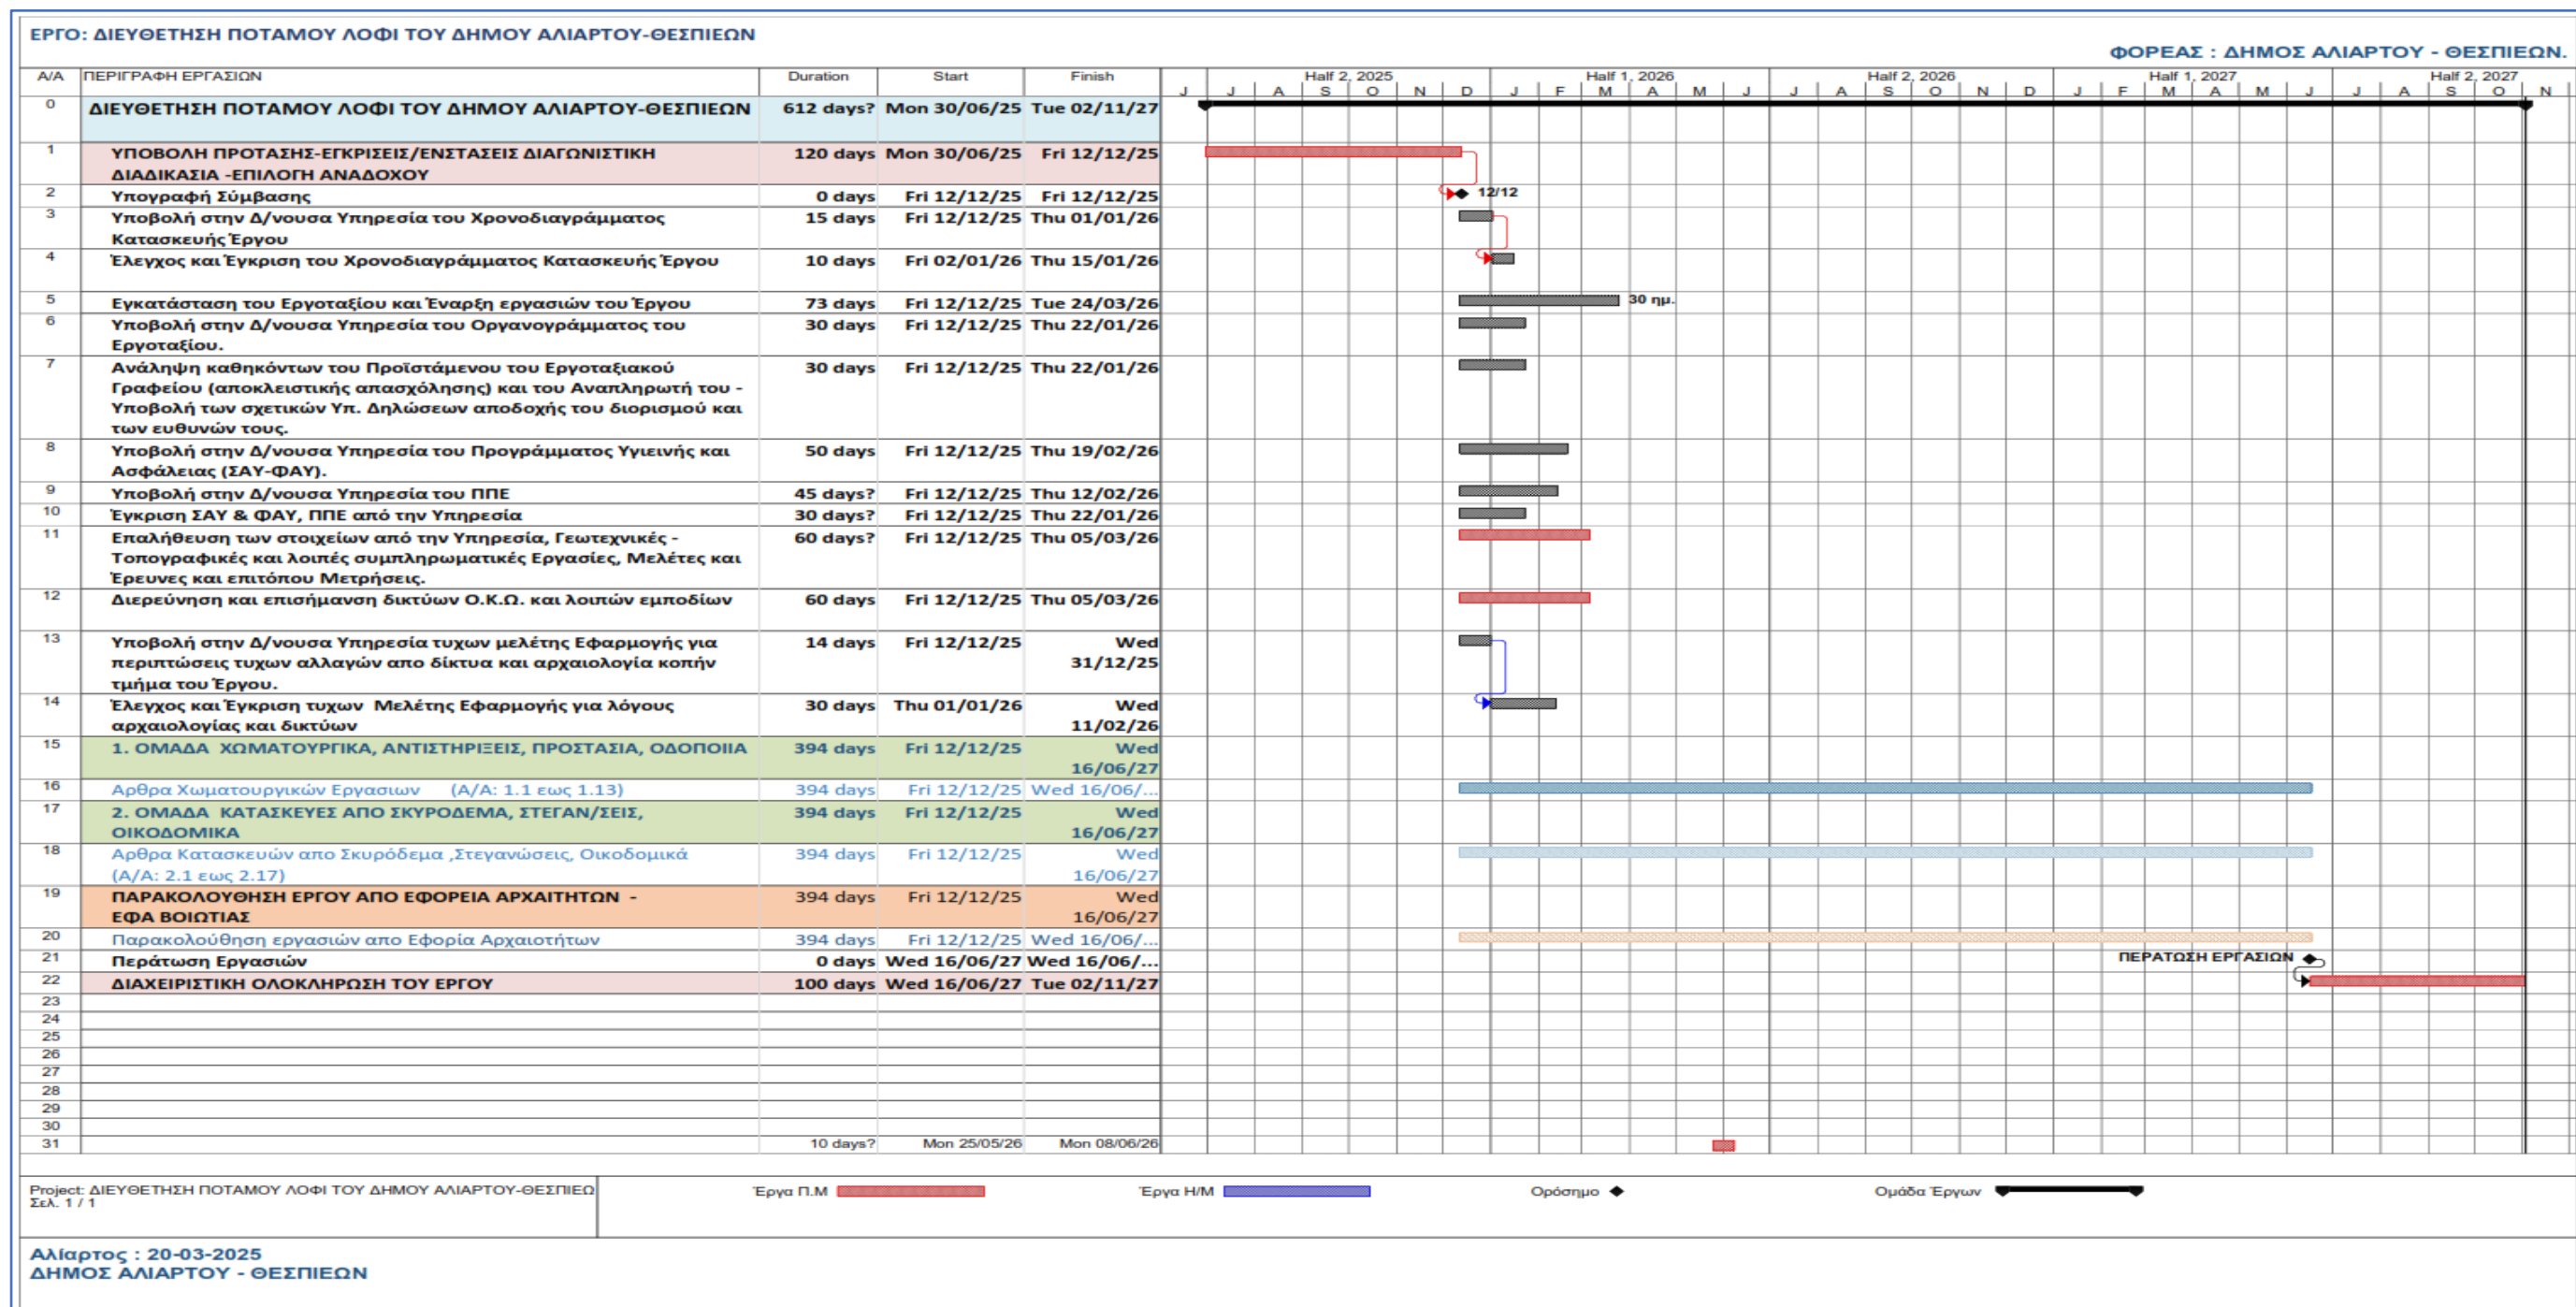 ΕΡΓΟ: ΔΙΕΥΘΕΤΗΣΗ ΠΟΤΑΜΟΥ ΛΟΦΙ ΤΟΥ ΔΗΜΟΥ ΑΛΙΑΡΤΟΥ-ΘΕΣΠΙΕΩΝ
ΦΟΡΕΑΣ : ΔΗΜΟΣ ΑΛΙΑΡΤΟΥ - ΘΕΣΠΙΕΩΝ.
Α/Α ΠΕΡΙΓΡΑΦΗ ΕΡΓΑΣΙΩΝ Duration Start Finish Half 2, 2025 Half 1, 2026 Half 2, 2026 Half 1, 2027 Half 2, 2027
J J A S O N D J F M A M J J A S O N D J F M A M J J A S O N
0 ΔΙΕΥΘΕΤΗΣΗ ΠΟΤΑΜΟΥ ΛΟΦΙ ΤΟΥ ΔΗΜΟΥ ΑΛΙΑΡΤΟΥ-ΘΕΣΠΙΕΩΝ 612 days? Mon 30/06/25 Tue 02/11/27
1 ΥΠΟΒΟΛΗ ΠΡΟΤΑΣΗΣ-ΕΓΚΡΙΣΕΙΣ/ΕΝΣΤΑΣΕΙΣ ΔΙΑΓΩΝΙΣΤΙΚΗ 120 days Mon 30/06/25 Fri 12/12/25
ΔΙΑΔΙΚΑΣΙΑ -ΕΠΙΛΟΓΗ ΑΝΑΔΟΧΟΥ
2 Υπογραφή Σύμβασης 0 days Fri 12/12/25 Fri 12/12/25 12/12
3 Υποβολή στην Δ/νουσα Υπηρεσία του Χρονοδιαγράμματος 15 days Fri 12/12/25 Thu 01/01/26
Κατασκευής Έργου
4 Έλεγχος και Έγκριση του Χρονοδιαγράμματος Κατασκευής Έργου 10 days Fri 02/01/26 Thu 15/01/26
5 Εγκατάσταση του Εργοταξίου και Έναρξη εργασιών του Έργου 73 days Fri 12/12/25 Tue 24/03/26 30 ημ.
6 Υποβολή στην Δ/νουσα Υπηρεσία του Οργανογράμματος του 30 days Fri 12/12/25 Thu 22/01/26
Εργοταξίου.
7 Ανάληψη καθηκόντων του Προϊστάμενου του Εργοταξιακού 30 days Fri 12/12/25 Thu 22/01/26
Γραφείου (αποκλειστικής απασχόλησης) και του Αναπληρωτή του -
Υποβολή των σχετικών Υπ. Δηλώσεων αποδοχής του διορισμού και
των ευθυνών τους.
8 Υποβολή στην Δ/νουσα Υπηρεσία του Προγράμματος Υγιεινής και 50 days Fri 12/12/25 Thu 19/02/26
Ασφάλειας (ΣΑΥ-ΦΑΥ).
9 Υποβολή στην Δ/νουσα Υπηρεσία του ΠΠΕ 45 days? Fri 12/12/25 Thu 12/02/26
10 Έγκριση ΣΑΥ & ΦΑΥ, ΠΠΕ από την Υπηρεσία 30 days? Fri 12/12/25 Thu 22/01/26
11 Επαλήθευση των στοιχείων από την Υπηρεσία, Γεωτεχνικές - 60 days? Fri 12/12/25 Thu 05/03/26
Τοπογραφικές και λοιπές συμπληρωματικές Εργασίες, Μελέτες και
Έρευνες και επιτόπου Μετρήσεις.
12 Διερεύνηση και επισήμανση δικτύων Ο.Κ.Ω. και λοιπών εμποδίων 60 days Fri 12/12/25 Thu 05/03/26
13 Υποβολή στην Δ/νουσα Υπηρεσία τυχων μελέτης Εφαρμογής για 14 days Fri 12/12/25 Wed
περιπτώσεις τυχων αλλαγών απο δίκτυα και αρχαιολογία κοπήν 31/12/25
τμήμα του Έργου.
14 Έλεγχος και Έγκριση τυχων Μελέτης Εφαρμογής για λόγους 30 days Thu 01/01/26 Wed
αρχαιολογίας και δικτύων 11/02/26
15 1. ΟΜΑΔΑ ΧΩΜΑΤΟΥΡΓΙΚΑ, ΑΝΤΙΣΤΗΡΙΞΕΙΣ, ΠΡΟΣΤΑΣΙΑ, ΟΔΟΠΟΙΙΑ 394 days Fri 12/12/25 Wed
16/06/27
16 Αρθρα Χωματουργικών Εργασιων (Α/Α: 1.1 εως 1.13) 394 days Fri 12/12/25 Wed 16/06/...
17 2. ΟΜΑΔΑ ΚΑΤΑΣΚΕΥΕΣ ΑΠΟ ΣΚΥΡΟΔΕΜΑ, ΣΤΕΓΑΝ/ΣΕΙΣ, 394 days Fri 12/12/25 Wed
ΟΙΚΟΔΟΜΙΚΑ 16/06/27
18 Αρθρα Κατασκευών απο Σκυρόδεμα ,Στεγανώσεις, Οικοδομικά 394 days Fri 12/12/25 Wed
(Α/Α: 2.1 εως 2.17) 16/06/27
19 ΠΑΡΑΚΟΛΟΥΘΗΣΗ ΕΡΓΟΥ ΑΠΟ ΕΦΟΡΕΙΑ ΑΡΧΑΙΤΗΤΩΝ - 394 days Fri 12/12/25 Wed
ΕΦΑ ΒΟΙΩΤΙΑΣ 16/06/27
20 Παρακολούθηση εργασιών απο Εφορία Αρχαιοτήτων 394 days Fri 12/12/25 Wed 16/06/...
21 Περάτωση Εργασιών 0 days Wed 16/06/27 Wed 16/06/... ΠΕΡΑΤΩΣΗ ΕΡΓΑΣΙΩΝ
22 ΔΙΑΧΕΙΡΙΣΤΙΚΗ ΟΛΟΚΛΗΡΩΣΗ ΤΟΥ ΕΡΓΟΥ 100 days Wed 16/06/27 Tue 02/11/27
23
24
25
26
27
28
29
30
31 10 days? Mon 25/05/26 Mon 08/06/26
Project: ΔΙΕΥΘΕΤΗΣΗ ΠΟΤΑΜΟΥ ΛΟΦΙ ΤΟΥ ΔΗΜΟΥ ΑΛΙΑΡΤΟΥ-ΘΕΣΠΙΕΩ Έργα Π.Μ Έργα Η/Μ Ορόσημο Ομάδα Έργων
Σελ. 1 / 1
Αλίαρτος : 20-03-2025
ΔΗΜΟΣ ΑΛΙΑΡΤΟΥ - ΘΕΣΠΙΕΩΝ